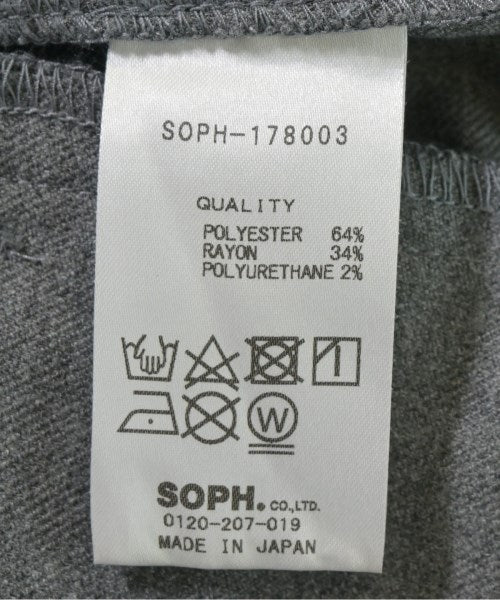 SOPH-178003
QUALITY
POLYESTER 64%
RAYON 34%
POLYURETHANE 2%
W
SOPH. CO.,LTD.
0120-207-019
MADE IN JAPAN